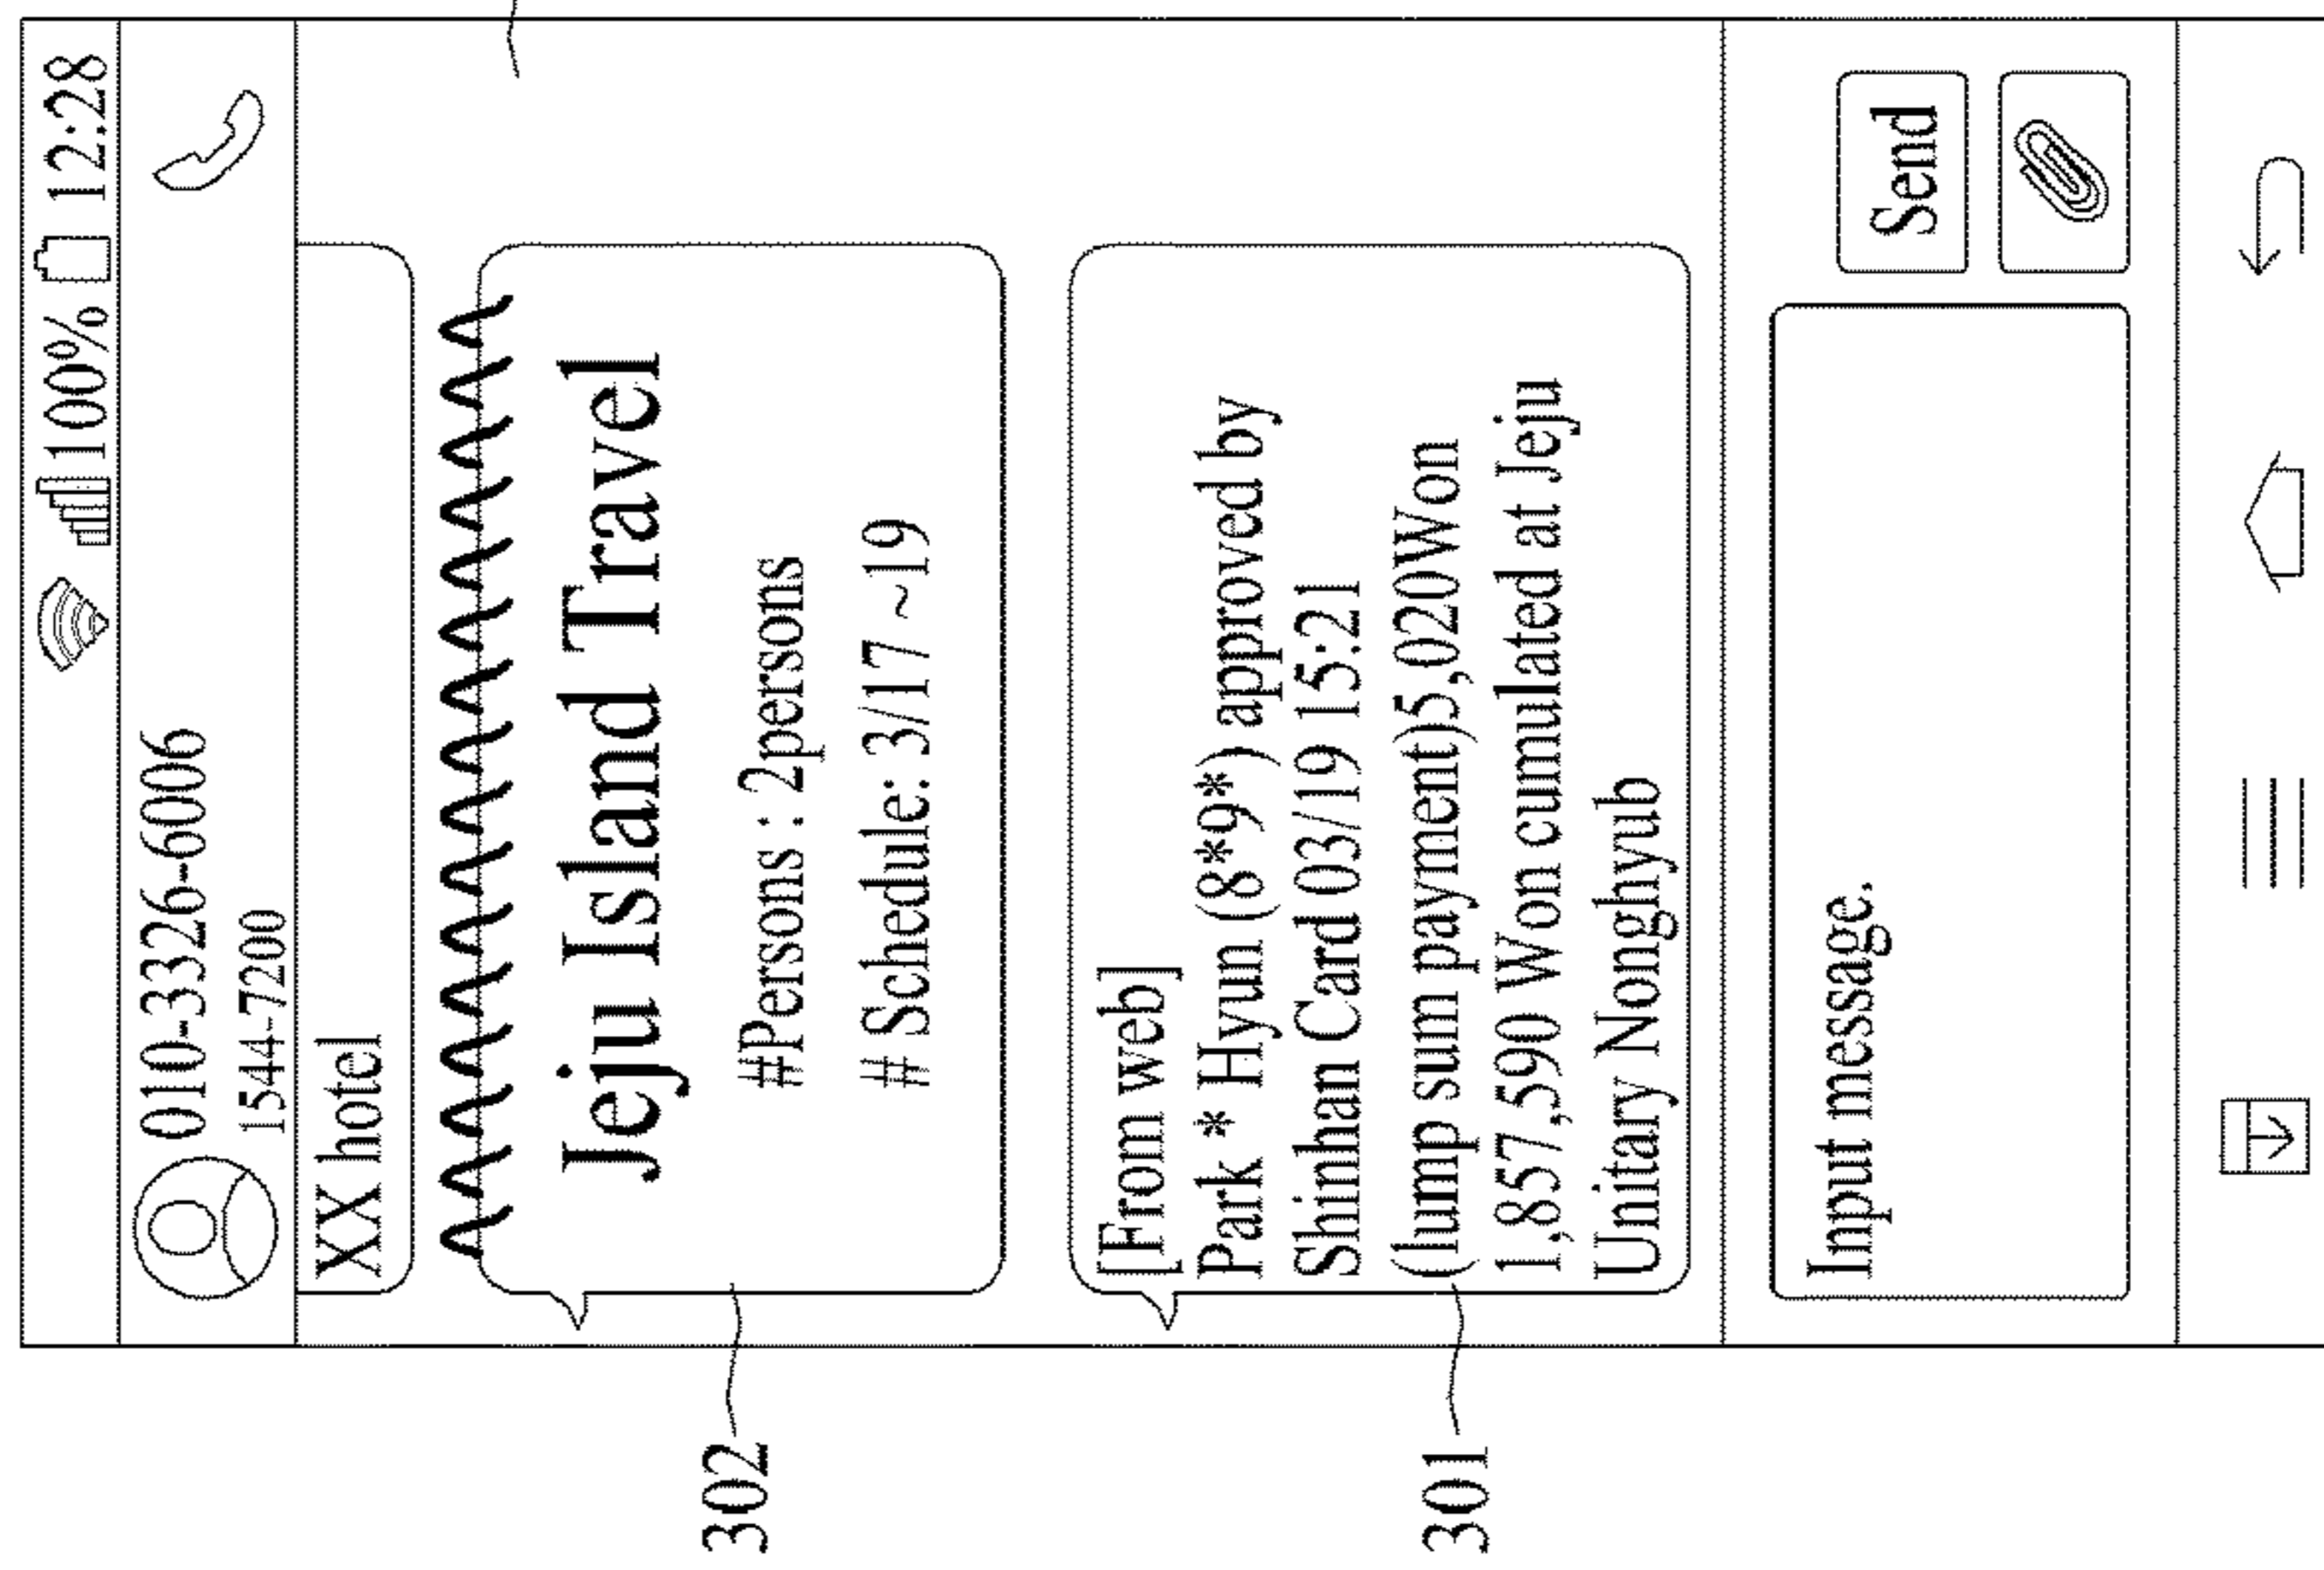 100% 12:28
010-3326-6006
1544-7200
XX hotel
Jeju Island Travel
#Persons : 2persons
# Schedule: 3/17 ~19
302
[From web]
Park * Hyun (8*9*) approved by
Shinhan Card 03/19 15:21
(lump sum payment)5,020Won
1,857,590 Won cumulated at Jeju
Unitary Nonghyub
301
Input message.
Send